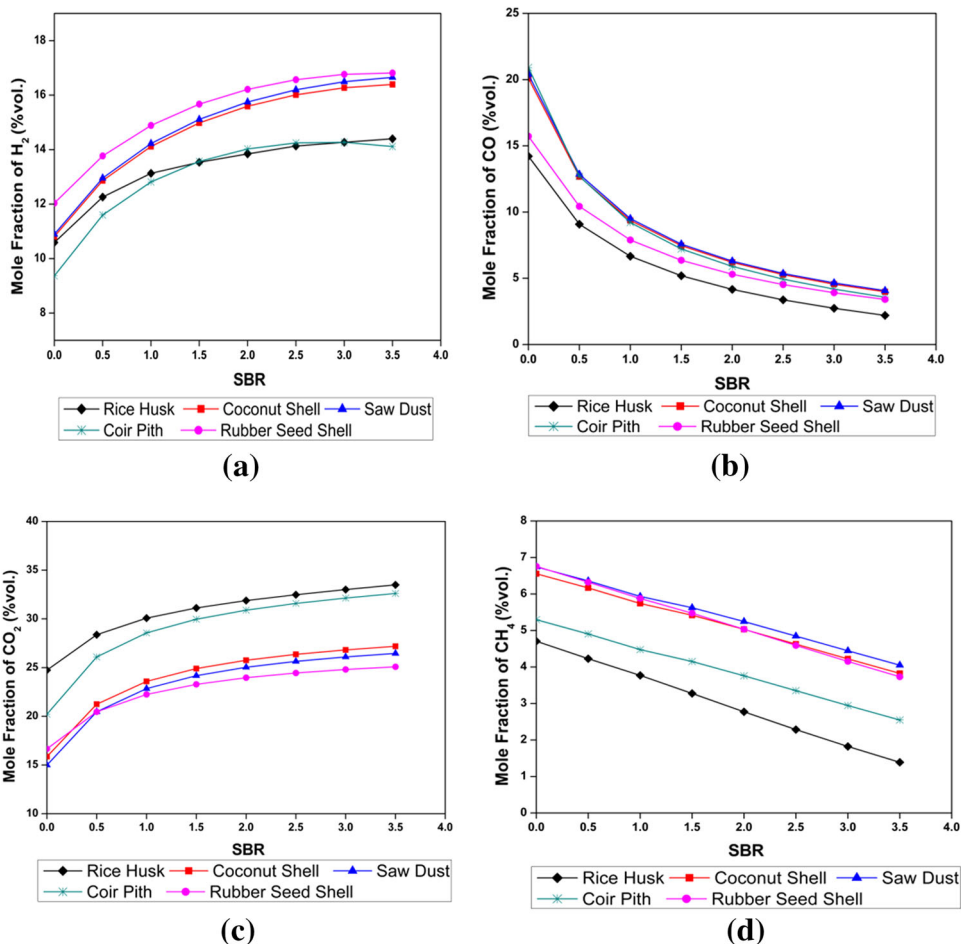 18
16
14
12
10
8
Mole Fraction of H2 (%vol.)
0.0 0.5 1.0 1.5 2.0 2.5 3.0 3.5 4.0
SBR
Rice Husk Coconut Shell Saw Dust
Coir Pith Rubber Seed Shell
(a)
25
20
15
10
5
0
Mole Fraction of CO (%vol.)
0.0 0.5 1.0 1.5 2.0 2.5 3.0 3.5 4.0
SBR
Rice Husk Coconut Shell Saw Dust
Coir Pith Rubber Seed Shell
(b)
40
35
30
25
20
15
10
Mole Fraction of CO2 (%vol.)
0.0 0.5 1.0 1.5 2.0 2.5 3.0 3.5 4.0
SBR
Rice Husk Coconut Shell Saw Dust
Coir Pith Rubber Seed Shell
(c)
8
7
6
5
4
3
2
1
0
Mole Fraction of CH4 (%vol.)
0.0 0.5 1.0 1.5 2.0 2.5 3.0 3.5 4.0
SBR
Rice Husk Coconut Shell Saw Dust
Coir Pith Rubber Seed Shell
(d)